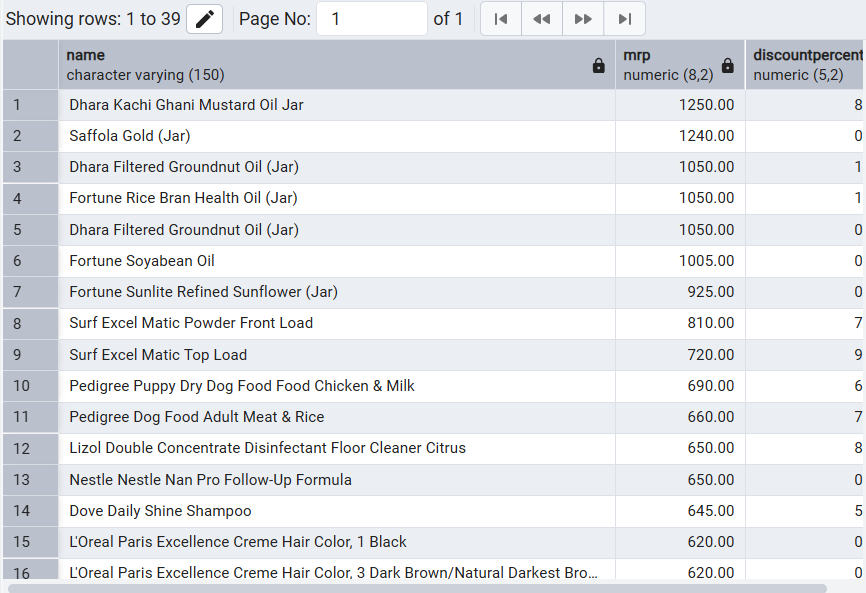 Showing rows: 1 to 39 Page No: 1 of 1
name mrp discountpercent
character varying (150) numeric (8,2) numeric (5,2)
1 Dhara Kachi Ghani Mustard Oil Jar 1250.00 8
2 Saffola Gold (Jar) 1240.00 0
3 Dhara Filtered Groundnut Oil (Jar) 1050.00 1
4 Fortune Rice Bran Health Oil (Jar) 1050.00 1
5 Dhara Filtered Groundnut Oil (Jar) 1050.00 0
6 Fortune Soyabean Oil 1005.00 0
7 Fortune Sunlite Refined Sunflower (Jar) 925.00 0
8 Surf Excel Matic Powder Front Load 810.00 7
9 Surf Excel Matic Top Load 720.00 9
10 Pedigree Puppy Dry Dog Food Food Chicken & Milk 690.00 6
11 Pedigree Dog Food Adult Meat & Rice 660.00 7
12 Lizol Double Concentrate Disinfectant Floor Cleaner Citrus 650.00 8
13 Nestle Nestle Nan Pro Follow-Up Formula 650.00 0
14 Dove Daily Shine Shampoo 645.00 5
15 L'Oreal Paris Excellence Creme Hair Color, 1 Black 620.00 0
16 L'Oreal Paris Excellence Creme Hair Color, 3 Dark Brown/Natural Darkest Bro... 620.00 0